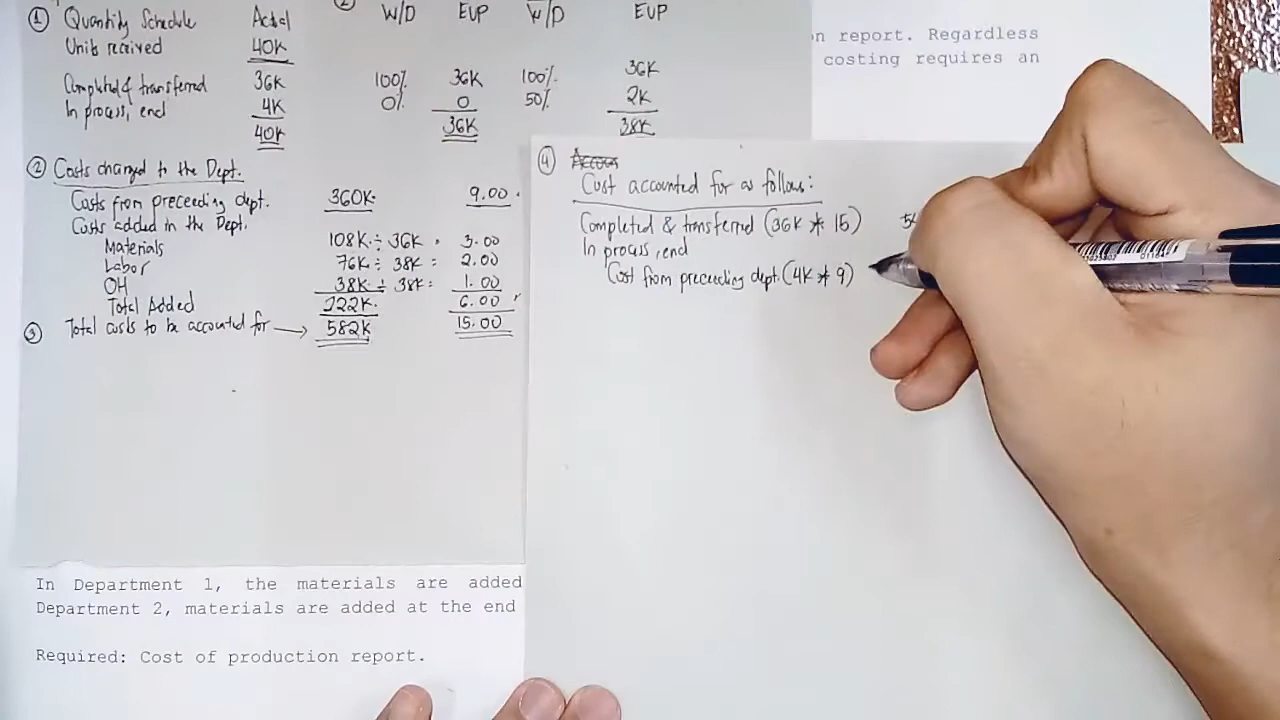 ① Quantity Schedule Actual
Units received 40K
Completed & transferred 36K
In process, end 4K
40K
W/D EUP W/D EUP
100% 36K 100% 36K
0% 0 50% 2K
36K 38K
② Costs charged to the Dept.
Costs from preceeding dept. 360K 9.00
Costs added in the Dept.
Materials 108K ÷ 36K = 3.00
Labor 76K ÷ 38K = 2.00
OH 38K ÷ 38K = 1.00
Total Added 222K 6.00
③ Total costs to be accounted for → 582K 15.00
In Department 1, the materials are added
Department 2, materials are added at the end
Required: Cost of production report.
n report. Regardless
costing requires an
④
Cost accounted for as follows:
Completed & transferred (36K * 15)
In process, end
Cost from preceeding dept. (4K * 9)